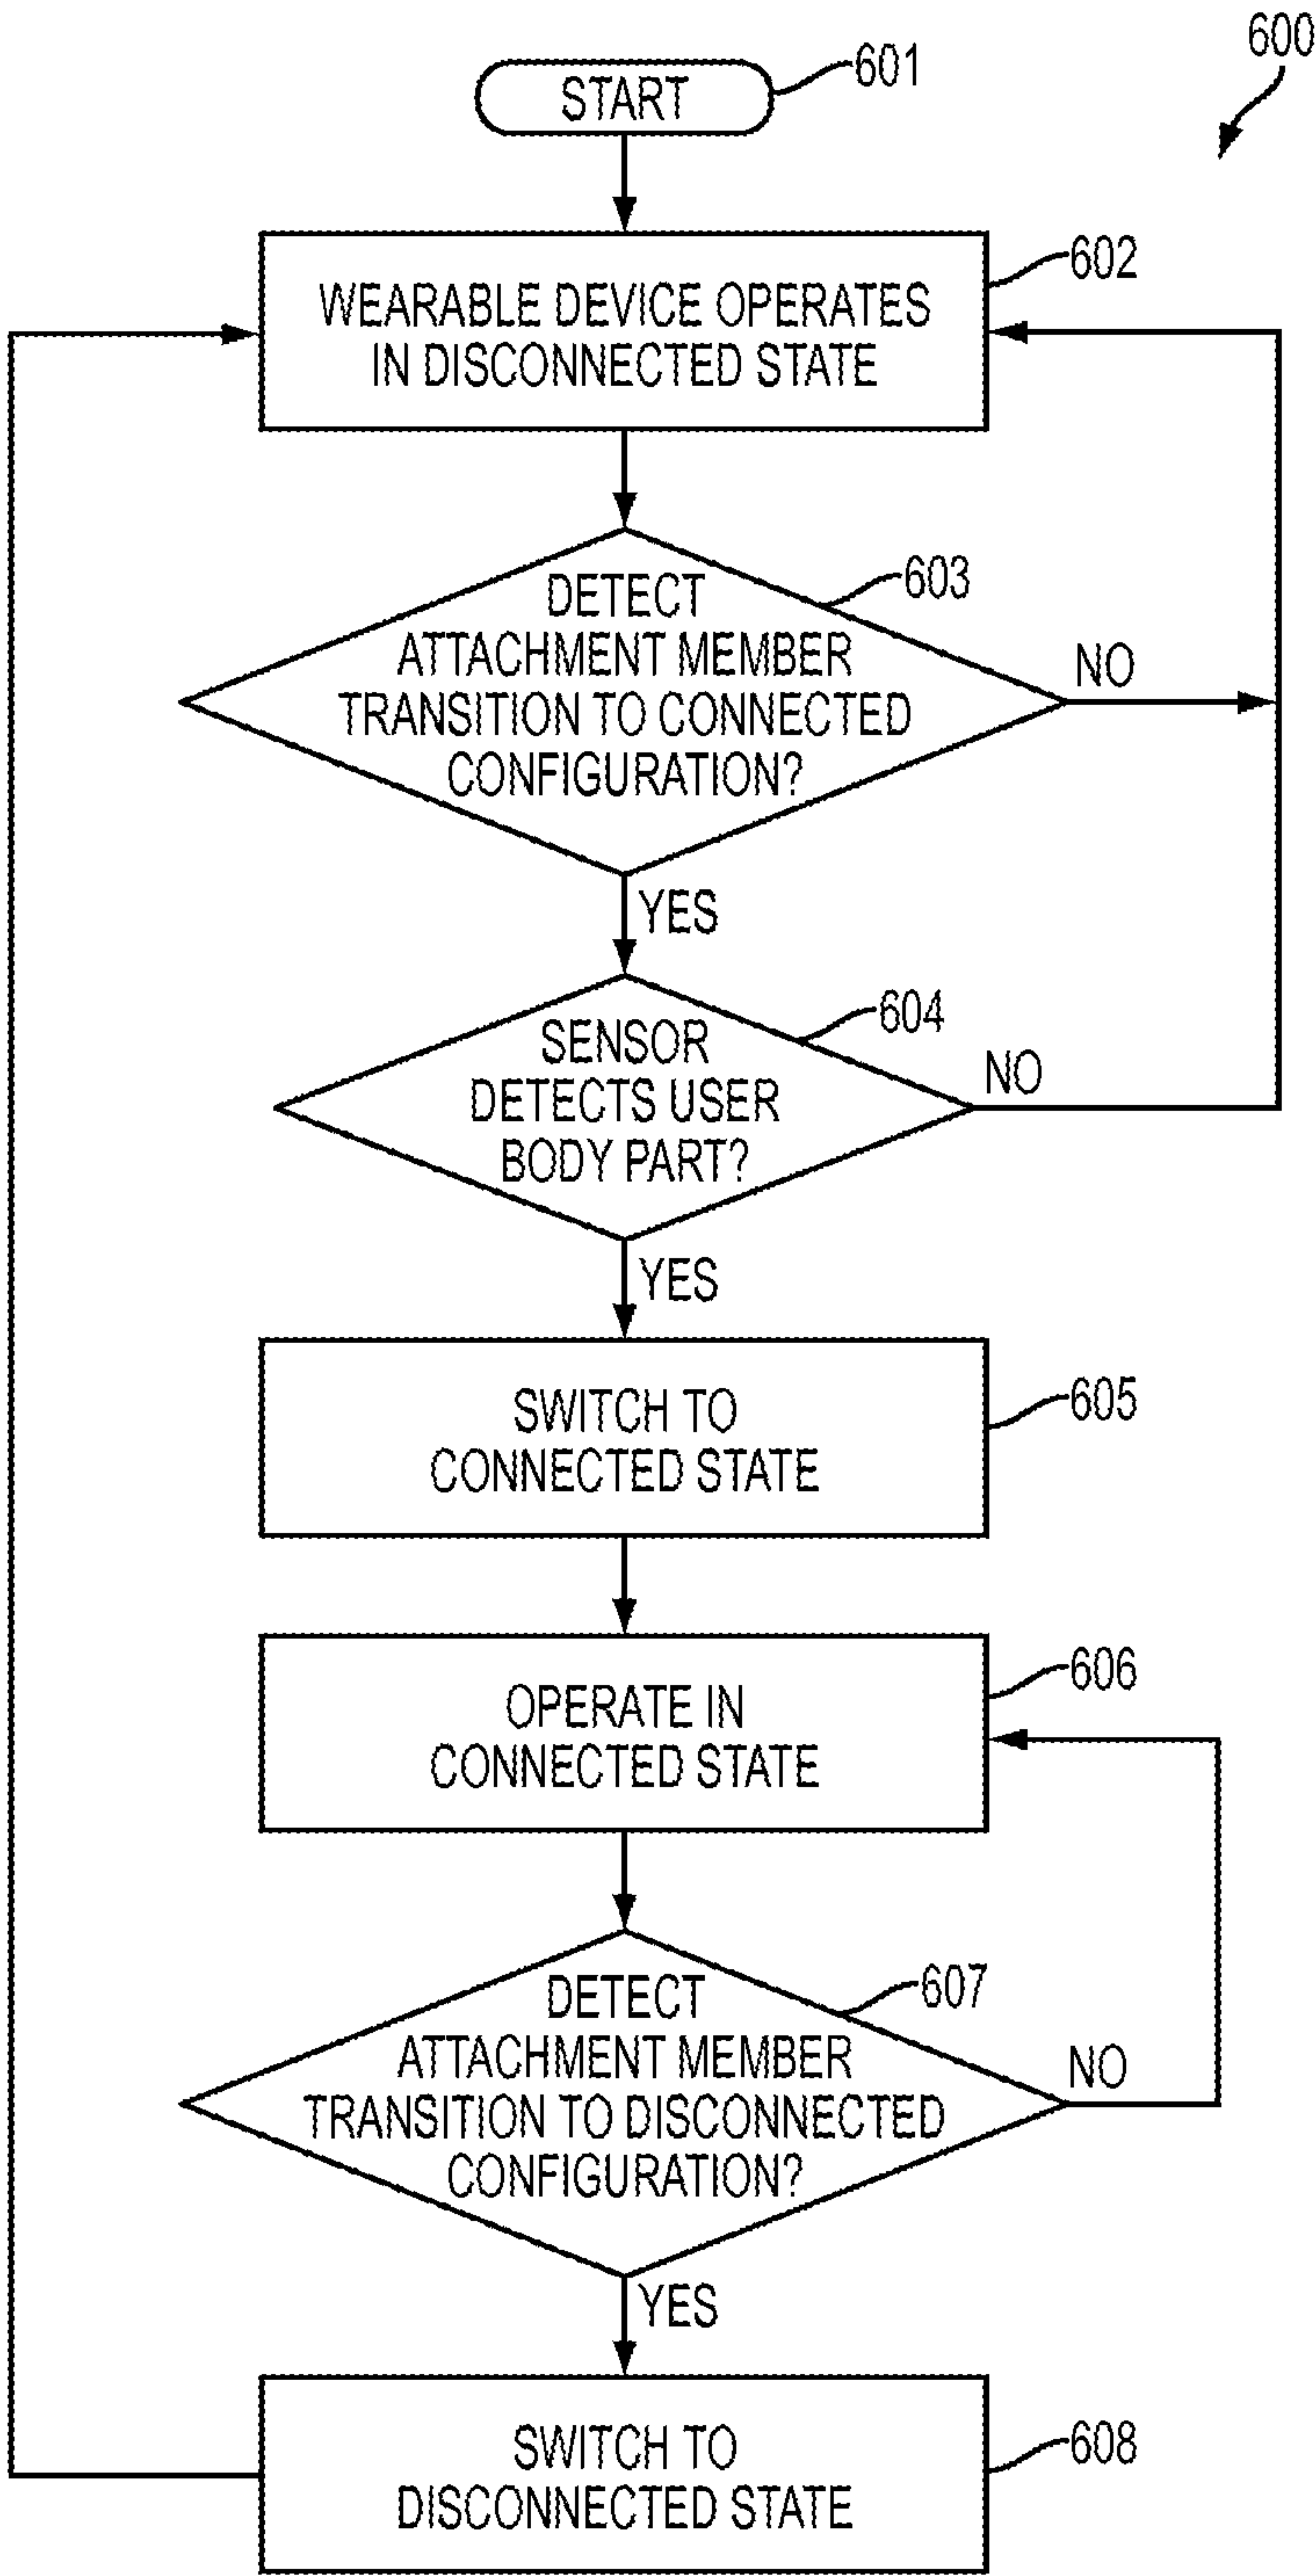 600
START
601
WEARABLE DEVICE OPERATES
IN DISCONNECTED STATE
602
DETECT
ATTACHMENT MEMBER
TRANSITION TO CONNECTED
CONFIGURATION?
603
NO
YES
SENSOR
DETECTS USER
BODY PART?
604
NO
YES
SWITCH TO
CONNECTED STATE
605
OPERATE IN
CONNECTED STATE
606
DETECT
ATTACHMENT MEMBER
TRANSITION TO DISCONNECTED
CONFIGURATION?
607
NO
YES
SWITCH TO
DISCONNECTED STATE
608